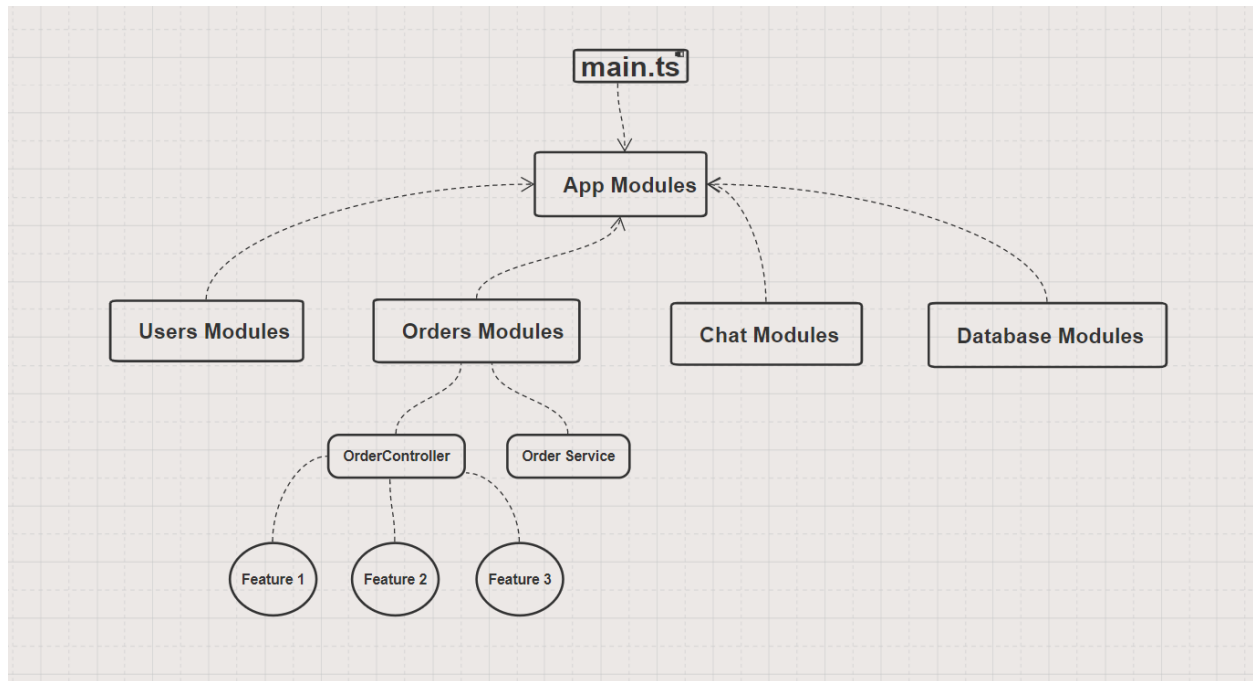 main.ts
App Modules
Users Modules
Orders Modules
Chat Modules
Database Modules
OrderController
Order Service
Feature 1
Feature 2
Feature 3